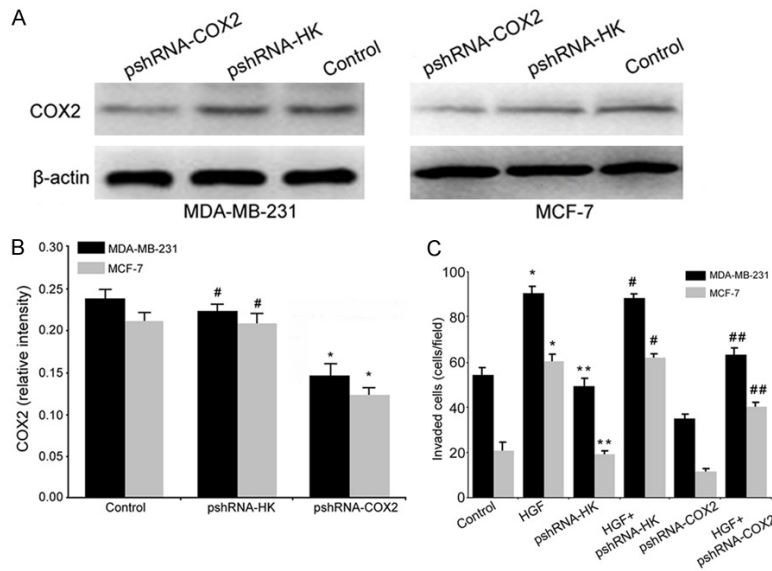 A
pshRNA-COX2
pshRNA-HK
Control
pshRNA-COX2
pshRNA-HK
Control
COX2
β-actin
MDA-MB-231
MCF-7
B
MDA-MB-231
MCF-7
COX2 (relative intensity)
0.30
0.25
0.20
0.15
0.10
0.05
0.00
#
#
*
*
Control
pshRNA-HK
pshRNA-COX2
C
MDA-MB-231
MCF-7
Invaded cells (cells/field)
100
80
60
40
20
0
*
*
**
**
#
#
##
##
Control
HGF
pshRNA-HK
HGF+
pshRNA-HK
pshRNA-COX2
HGF+
pshRNA-COX2